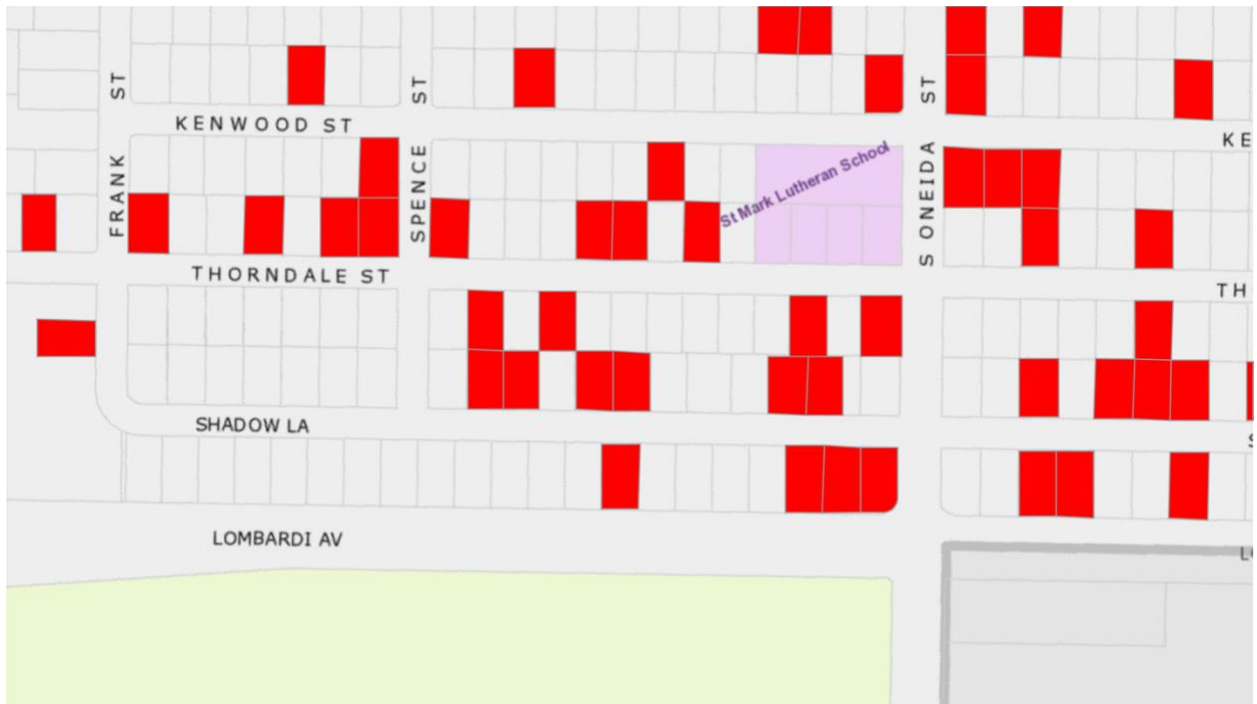 ST
ST
ST
KENWOOD ST
KE
FRANK
SPENCE
St Mark Lutheran School
S ONEIDA
THORNDALE ST
TH
SHADOW LA
S
LOMBARDI AV
LO